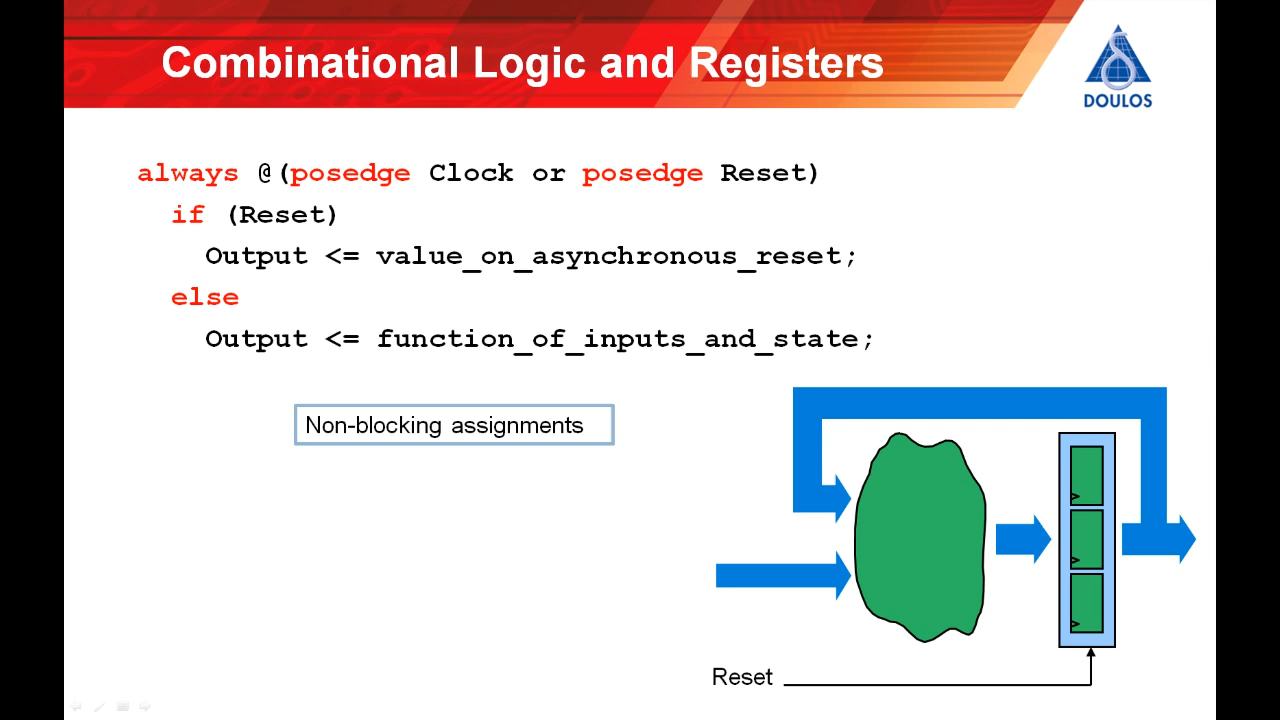 Combinational Logic and Registers
DOULOS
always @(posedge Clock or posedge Reset)
if (Reset)
Output <= value_on_asynchronous_reset;
else
Output <= function_of_inputs_and_state;
Non-blocking assignments
Reset